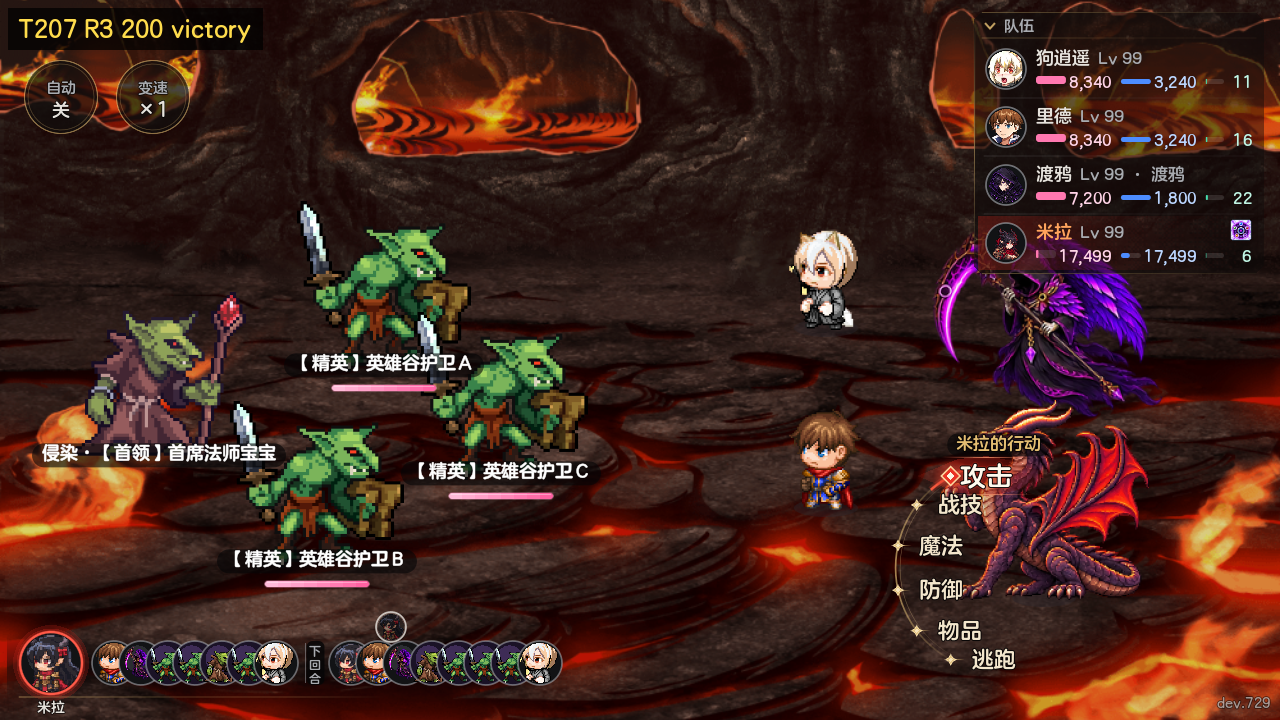 T207 R3 200 victory
自动
关
变速
×1
队伍
狗逍遥 Lv 99
8,340 3,240 11
里德 Lv 99
8,340 3,240 16
渡鸦 Lv 99 · 渡鸦
7,200 1,800 22
米拉 Lv 99
17,499 17,499 6
【精英】英雄谷护卫A
侵染·【首领】首席法师宝宝
【精英】英雄谷护卫C
【精英】英雄谷护卫B
米拉的行动
攻击
战技
魔法
防御
物品
逃跑
下回合
米拉
dev.729